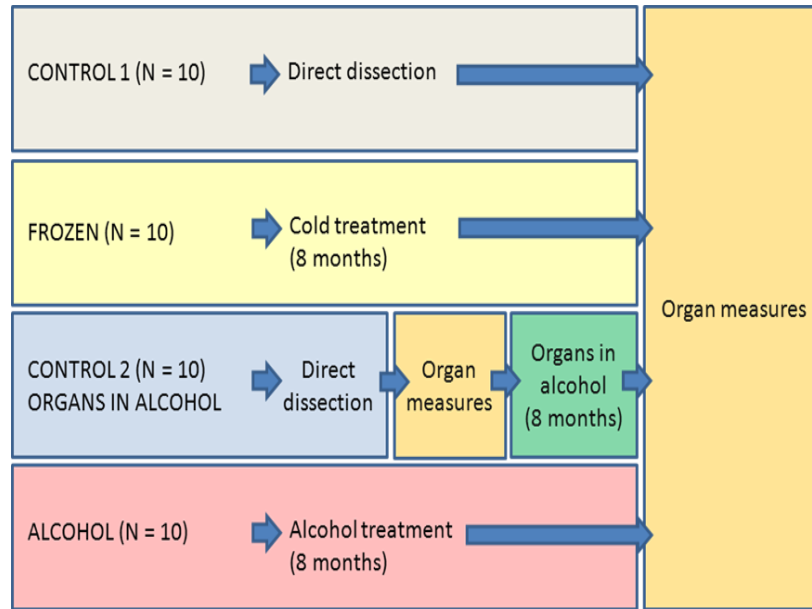 CONTROL 1 (N = 10)
Direct dissection
FROZEN (N = 10)
Cold treatment
(8 months)
CONTROL 2 (N = 10)
ORGANS IN ALCOHOL
Direct
dissection
Organ
measures
Organs in
alcohol
(8 months)
ALCOHOL (N = 10)
Alcohol treatment
(8 months)
Organ measures